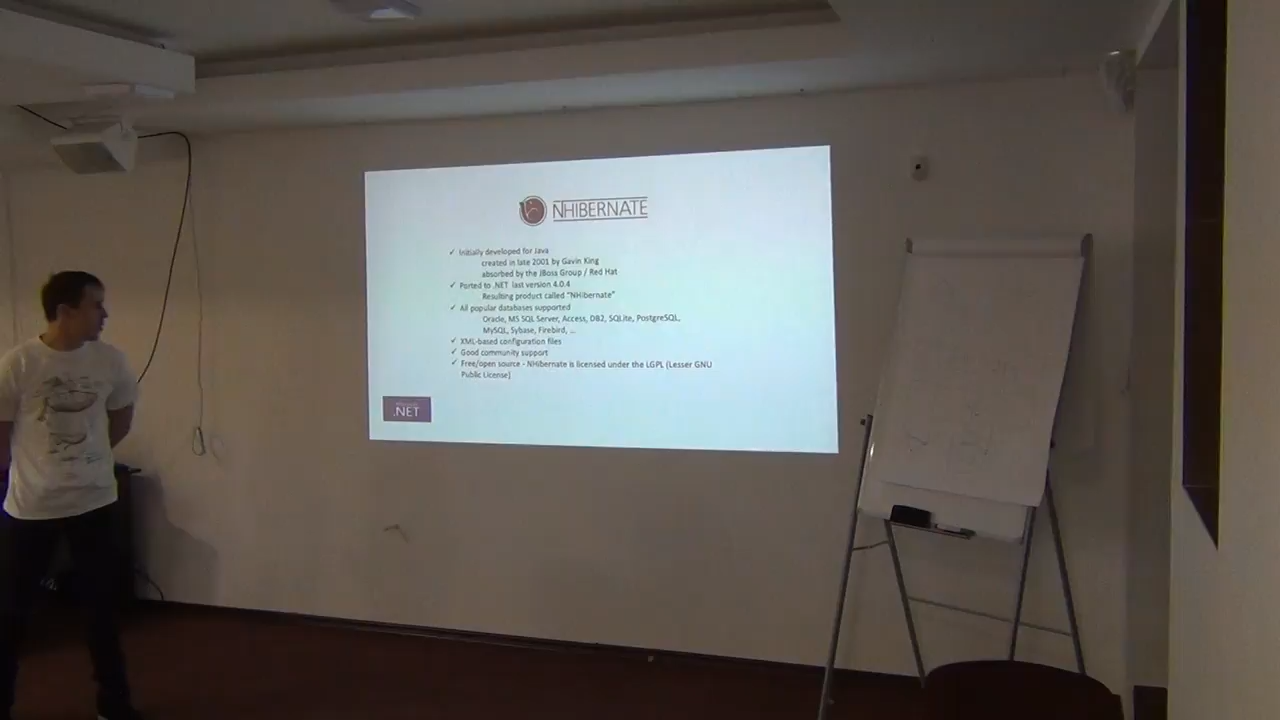 NHIBERNATE
✓ Initially developed for Java
created in late 2001 by Gavin King
absorbed by the JBoss Group / Red Hat
✓ Ported to .NET last version 4.0.4
Resulting product called "NHibernate"
✓ All popular databases supported
Oracle, MS SQL Server, Access, DB2, SQLite, PostgreSQL,
MySQL, Sybase, Firebird, ...
✓ XML-based configuration files
✓ Good community support
✓ Free/open source - NHibernate is licensed under the LGPL (Lesser GNU
Public License)
.NET